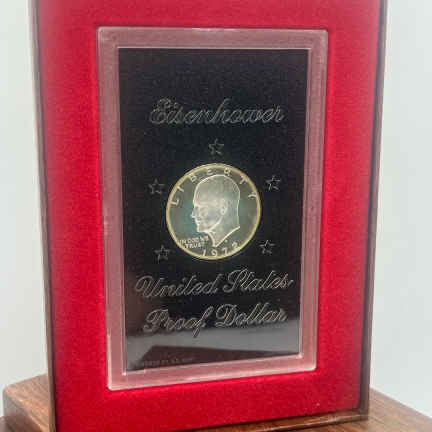 Eisenhower
LIBERTY
IN GOD WE
TRUST
1972
United States
Proof Dollar